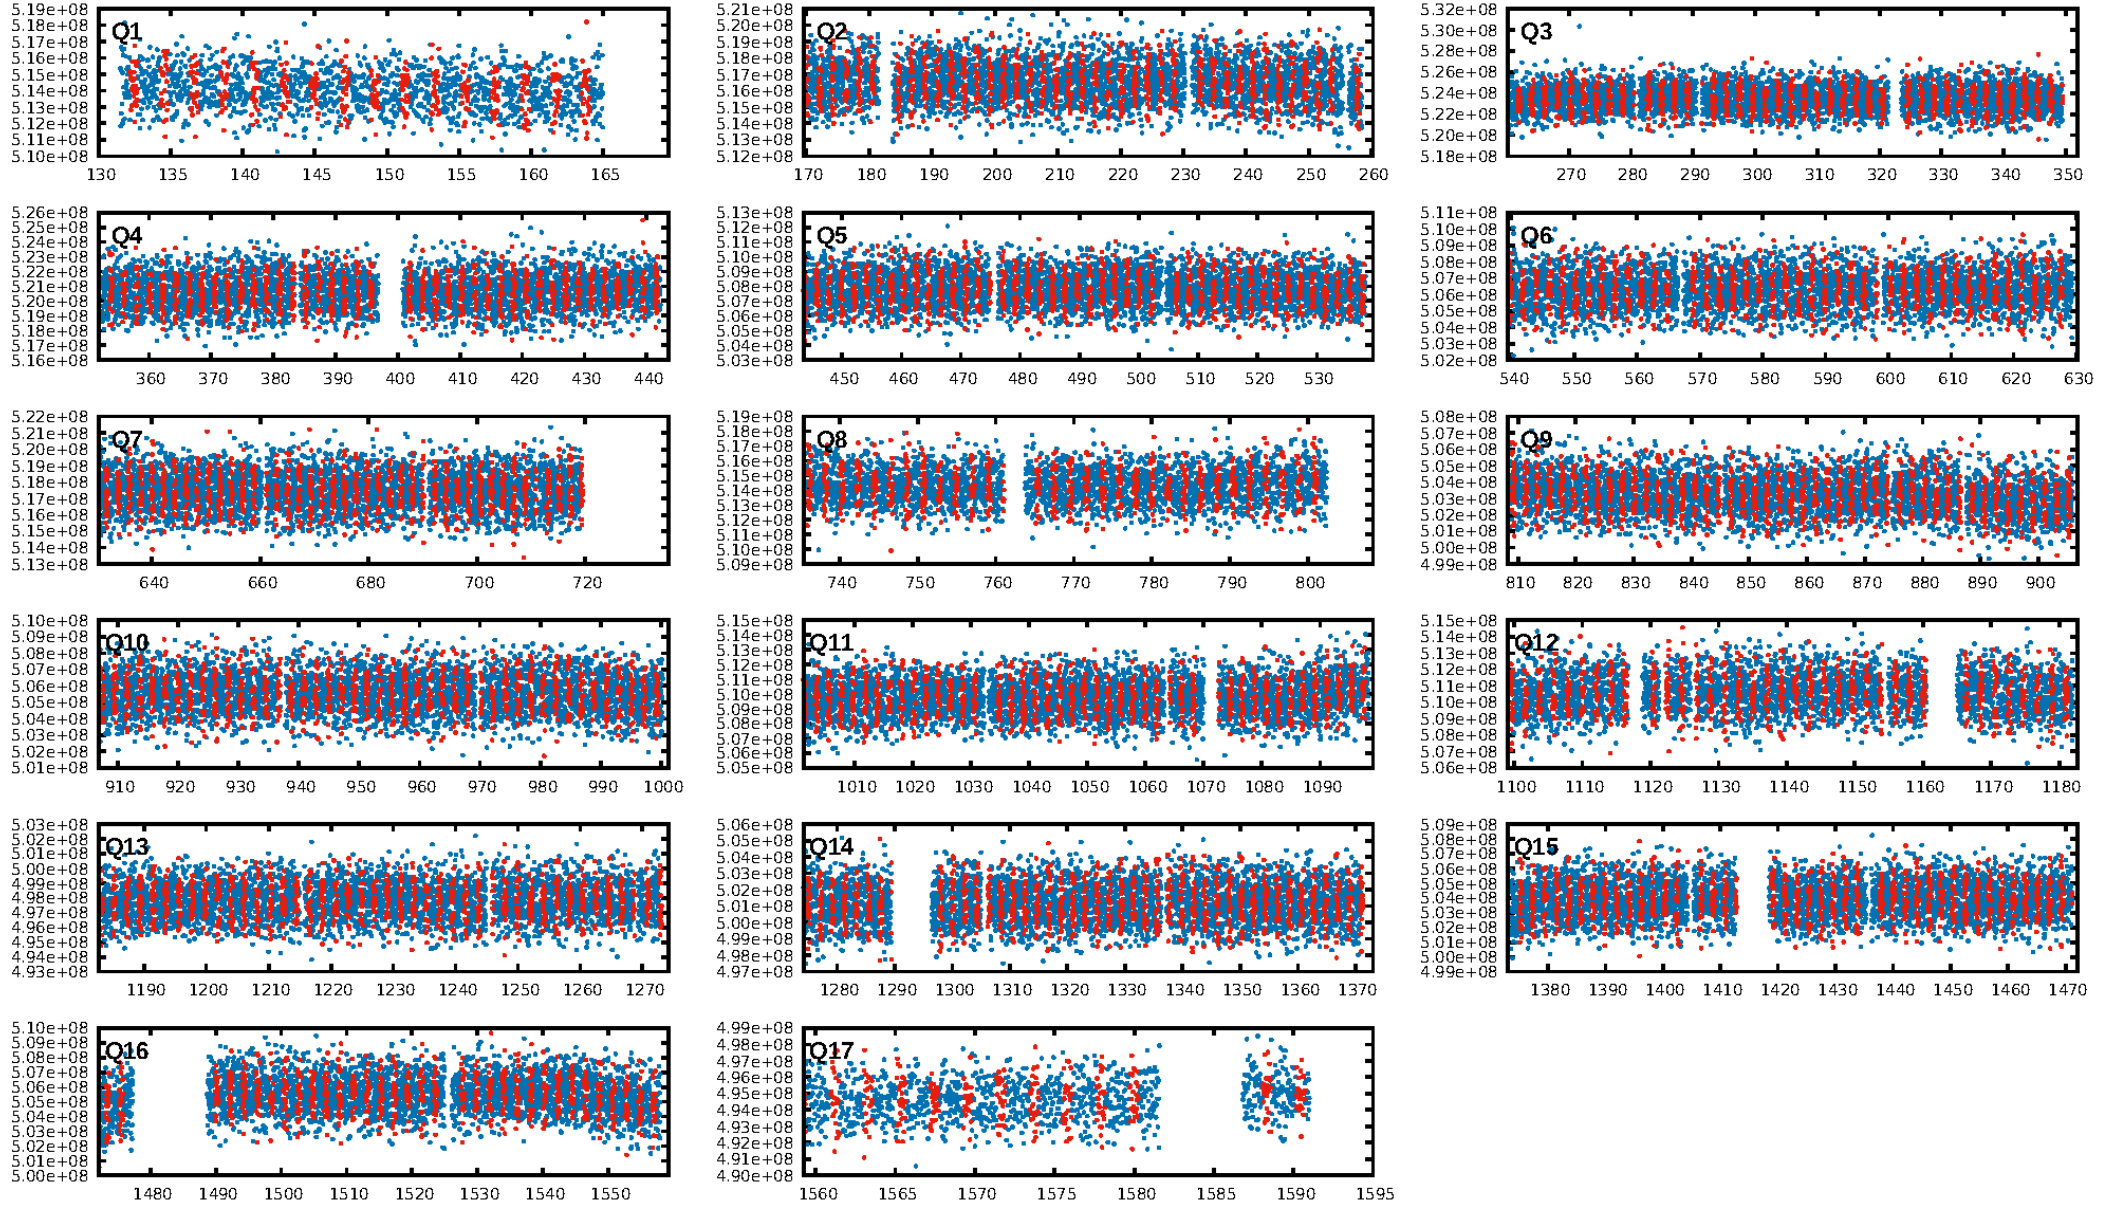 5.19e+08 5.18e+08 5.17e+08 5.16e+08 5.15e+08 5.14e+08 5.13e+08 5.12e+08 5.11e+08 5.10e+08
Q1
130 135 140 145 150 155 160 165
5.21e+08 5.20e+08 5.19e+08 5.18e+08 5.17e+08 5.16e+08 5.15e+08 5.14e+08 5.13e+08 5.12e+08
Q2
170 180 190 200 210 220 230 240 250 260
5.32e+08 5.30e+08 5.28e+08 5.26e+08 5.24e+08 5.22e+08 5.20e+08 5.18e+08
Q3
270 280 290 300 310 320 330 340 350
5.26e+08 5.25e+08 5.24e+08 5.23e+08 5.22e+08 5.21e+08 5.20e+08 5.19e+08 5.18e+08 5.17e+08 5.16e+08
Q4
360 370 380 390 400 410 420 430 440
5.13e+08 5.11e+08 5.10e+08 5.09e+08 5.08e+08 5.07e+08 5.06e+08 5.05e+08 5.04e+08 5.03e+08
Q5
450 460 470 480 490 500 510 520 530
5.11e+08 5.10e+08 5.09e+08 5.08e+08 5.07e+08 5.06e+08 5.05e+08 5.04e+08 5.03e+08 5.02e+08
Q6
540 550 560 570 580 590 600 610 620 630
5.22e+08 5.21e+08 5.20e+08 5.19e+08 5.18e+08 5.17e+08 5.16e+08 5.15e+08 5.14e+08 5.13e+08
Q7
640 660 680 700 720
5.19e+08 5.18e+08 5.17e+08 5.16e+08 5.15e+08 5.14e+08 5.13e+08 5.12e+08 5.11e+08 5.10e+08 5.09e+08
Q8
740 750 760 770 780 790 800
5.08e+08 5.07e+08 5.06e+08 5.05e+08 5.04e+08 5.03e+08 5.02e+08 5.01e+08 5.00e+08 4.99e+08
Q9
810 820 830 840 850 860 870 880 890 900
5.10e+08 5.09e+08 5.08e+08 5.07e+08 5.06e+08 5.05e+08 5.04e+08 5.03e+08 5.02e+08 5.01e+08
Q10
910 920 930 940 950 960 970 980 990 1000
5.15e+08 5.14e+08 5.13e+08 5.12e+08 5.11e+08 5.10e+08 5.09e+08 5.08e+08 5.07e+08 5.06e+08 5.05e+08
Q11
1010 1020 1030 1040 1050 1060 1070 1080 1090
5.15e+08 5.14e+08 5.13e+08 5.12e+08 5.11e+08 5.10e+08 5.09e+08 5.08e+08 5.07e+08 5.06e+08
Q12
1100 1110 1120 1130 1140 1150 1160 1170 1180
5.03e+08 5.02e+08 5.01e+08 5.00e+08 4.99e+08 4.98e+08 4.97e+08 4.96e+08 4.95e+08 4.94e+08 4.93e+08
Q13
1190 1200 1210 1220 1230 1240 1250 1260 1270
5.06e+08 5.05e+08 5.04e+08 5.03e+08 5.02e+08 5.01e+08 5.00e+08 4.99e+08 4.98e+08 4.97e+08
Q14
1280 1290 1300 1310 1320 1330 1340 1350 1360 1370
5.09e+08 5.08e+08 5.07e+08 5.06e+08 5.05e+08 5.04e+08 5.03e+08 5.02e+08 5.01e+08 5.00e+08 4.99e+08
Q15
1380 1390 1400 1410 1420 1430 1440 1450 1460 1470
5.10e+08 5.09e+08 5.08e+08 5.07e+08 5.06e+08 5.05e+08 5.04e+08 5.03e+08 5.02e+08 5.01e+08 5.00e+08
Q16
1480 1490 1500 1510 1520 1530 1540 1550
4.99e+08 4.98e+08 4.97e+08 4.96e+08 4.95e+08 4.94e+08 4.93e+08 4.92e+08 4.91e+08 4.90e+08
Q17
1560 1565 1570 1575 1580 1585 1590 1595